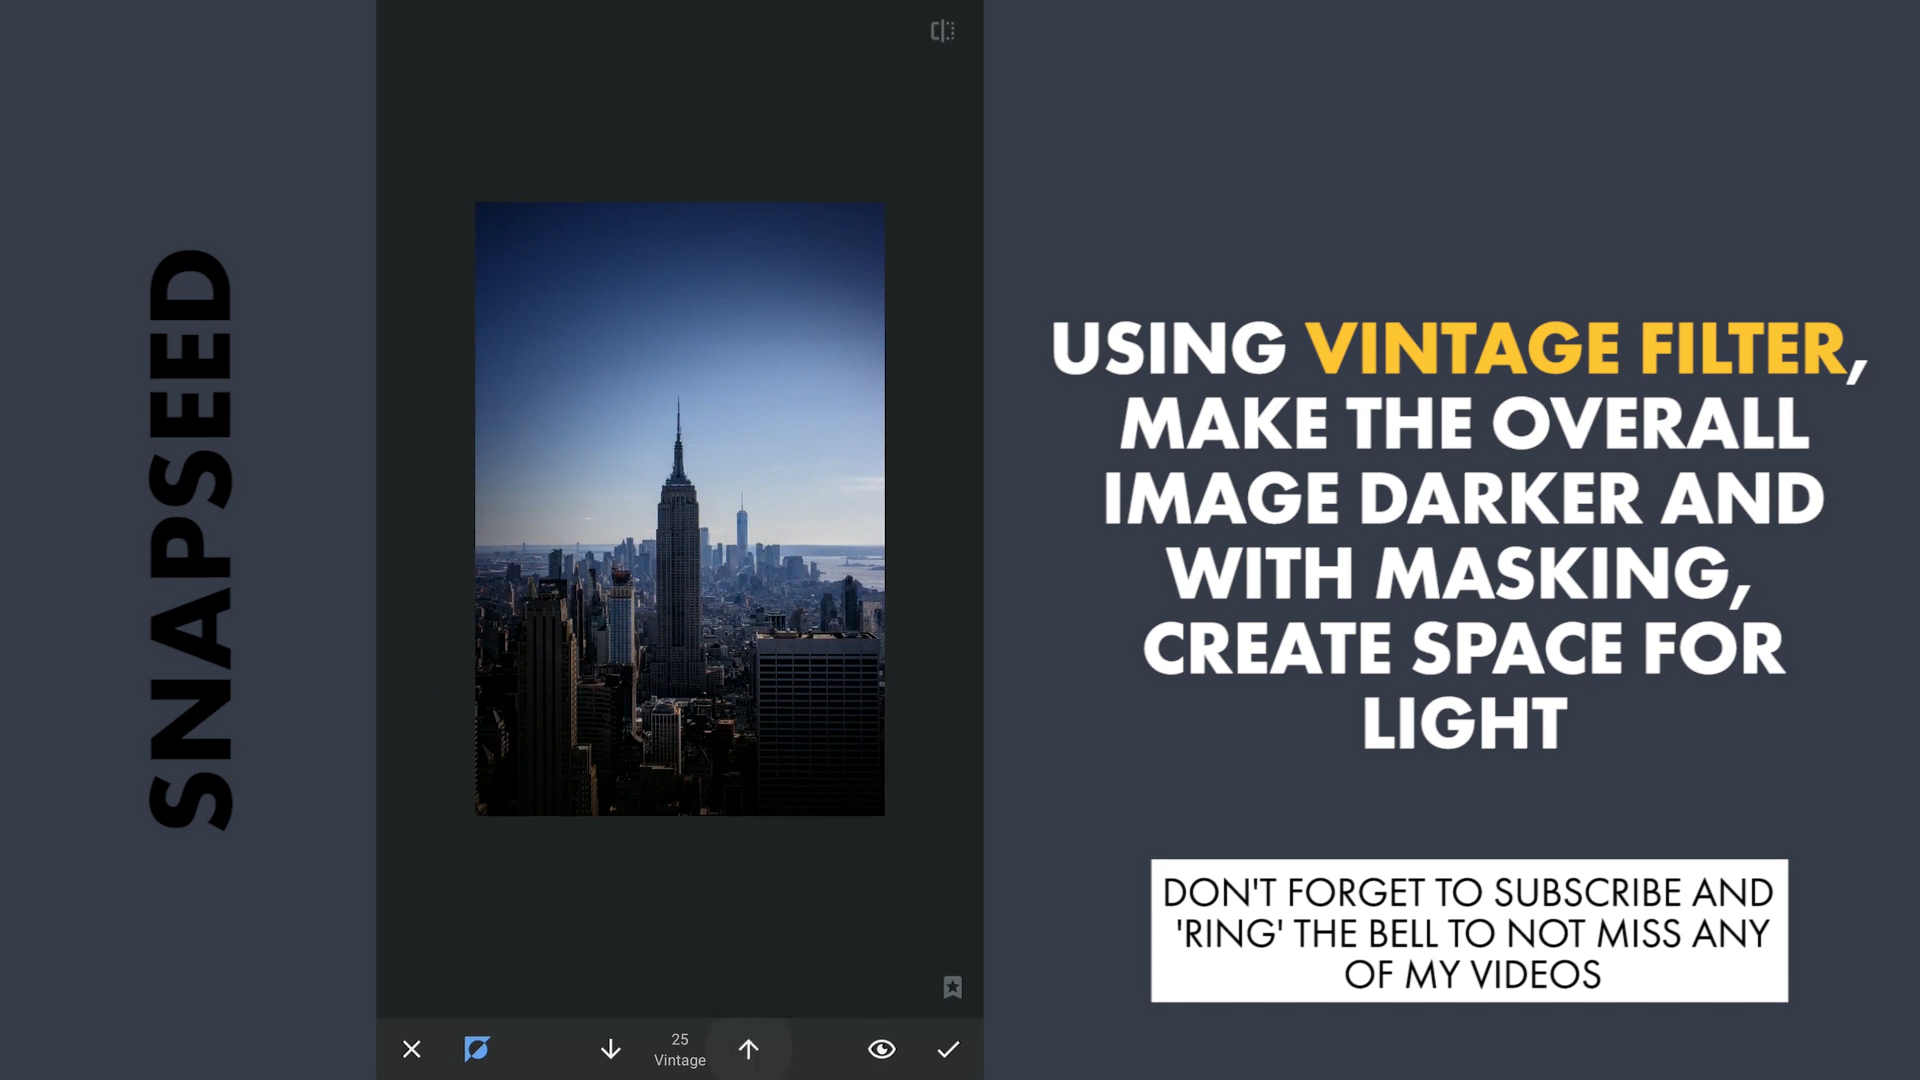 SNAPSEED
USING VINTAGE FILTER,
MAKE THE OVERALL
IMAGE DARKER AND
WITH MASKING,
CREATE SPACE FOR
LIGHT
DON'T FORGET TO SUBSCRIBE AND
'RING' THE BELL TO NOT MISS ANY
OF MY VIDEOS
25
Vintage